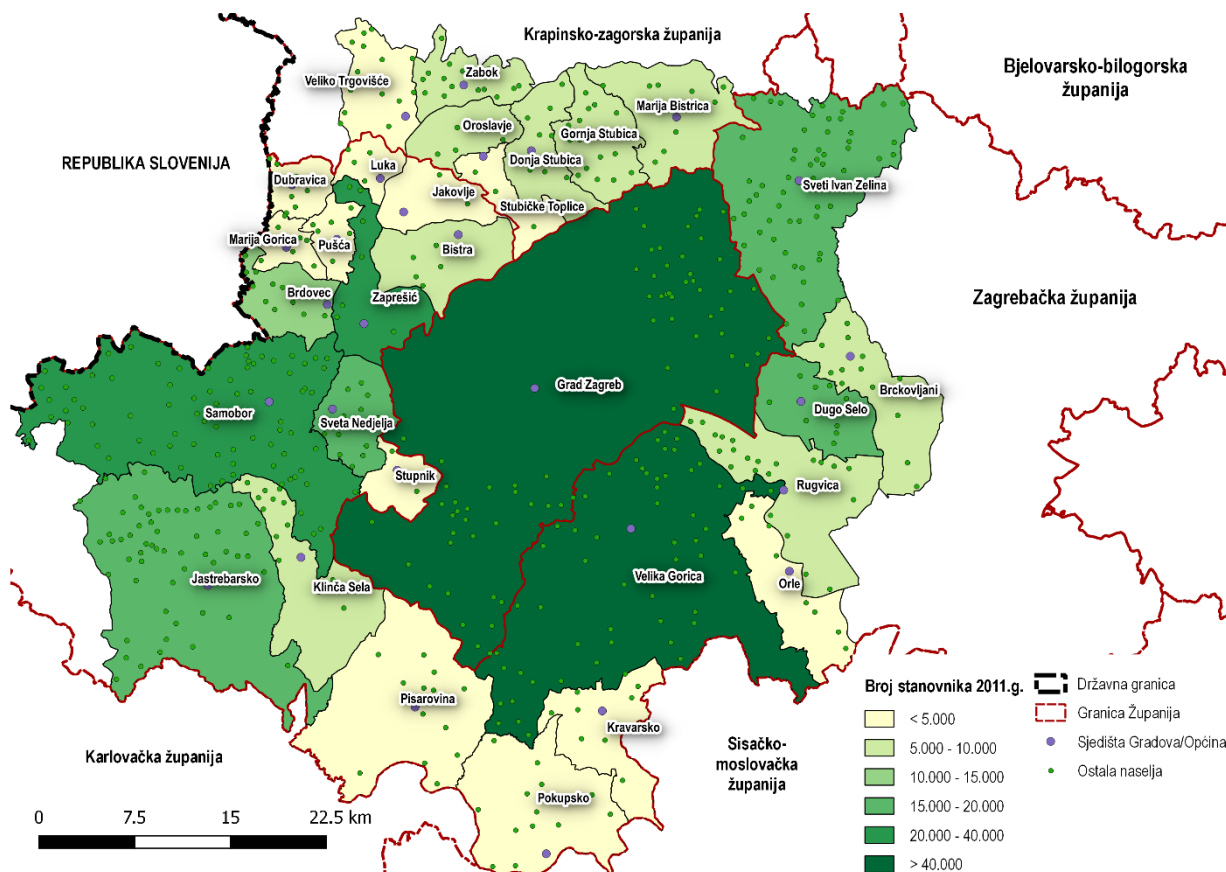 Krapinsko-zagorska županija
Bjelovarsko-bilogorska
županija
Veliko Trgovišće
Zabok
Marija Bistrica
Oroslavje
Gornja Stubica
REPUBLIKA SLOVENIJA
Luka
Donja Stubica
Dubravica
Sveti Ivan Zelina
Jakovlje
Stubičke Toplice
Marija Gorica
Pušća
Bistra
Brdovec
Zaprešić
Zagrebačka županija
Grad Zagreb
Brckovljani
Samobor
Sveta Nedjelja
Dugo Selo
Stupnik
Rugvica
Jastrebarsko
Klinča Sela
Velika Gorica
Orle
Pisarovina
Kravarsko
Karlovačka županija
Sisačko-
moslovačka
županija
Pokupsko
0 7.5 15 22.5 km
Broj stanovnika 2011.g.
< 5.000
5.000 - 10.000
10.000 - 15.000
15.000 - 20.000
20.000 - 40.000
> 40.000
Državna granica
Granica Županija
Sjedišta Gradova/Općina
Ostala naselja